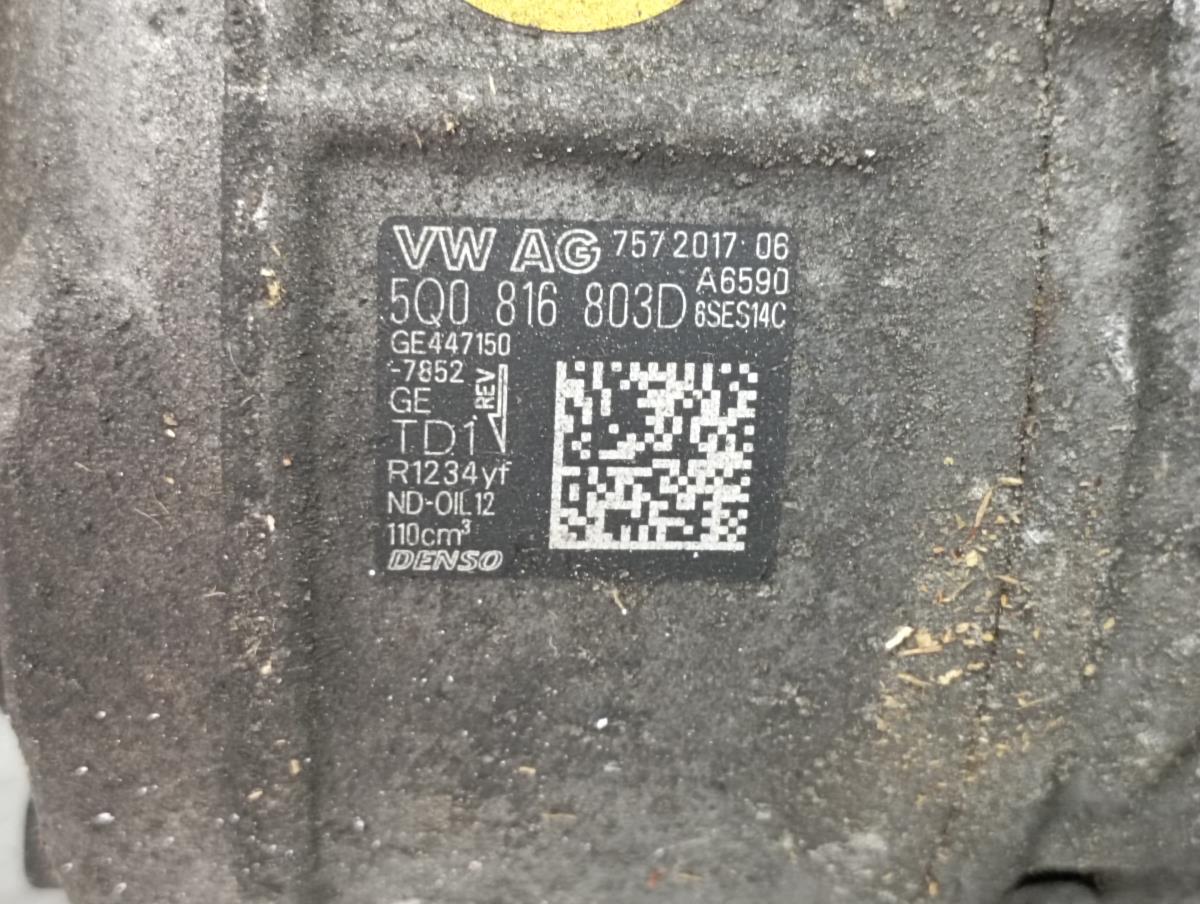 VW AG 757 2017 06
A6590
5Q0 816 803D 6SES14C
GE447150
-7852
REV
GE
TD1
R1234yf
ND-OIL12
110cm³
DENSO